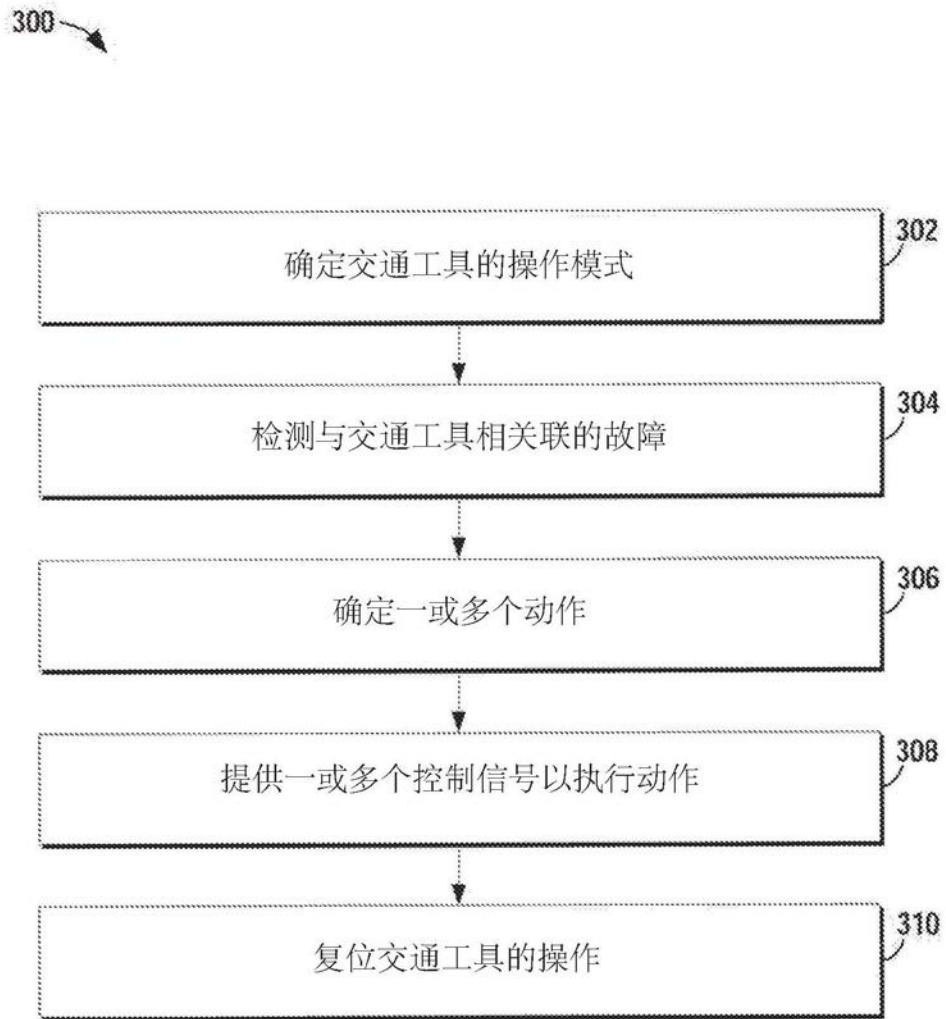 300
302
确定交通工具的操作模式
304
检测与交通工具相关联的故障
306
确定一或多个动作
308
提供一或多个控制信号以执行动作
310
复位交通工具的操作